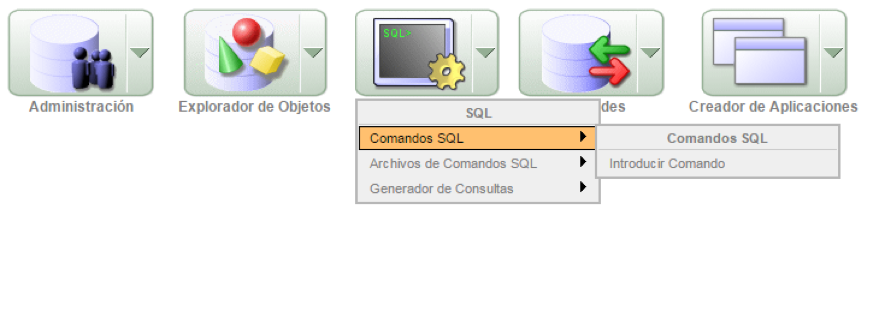 SQL>
Administración
Explorador de Objetos
des
Creador de Aplicaciones
SQL
Comandos SQL
Archivos de Comandos SQL
Generador de Consultas
Comandos SQL
Introducir Comando